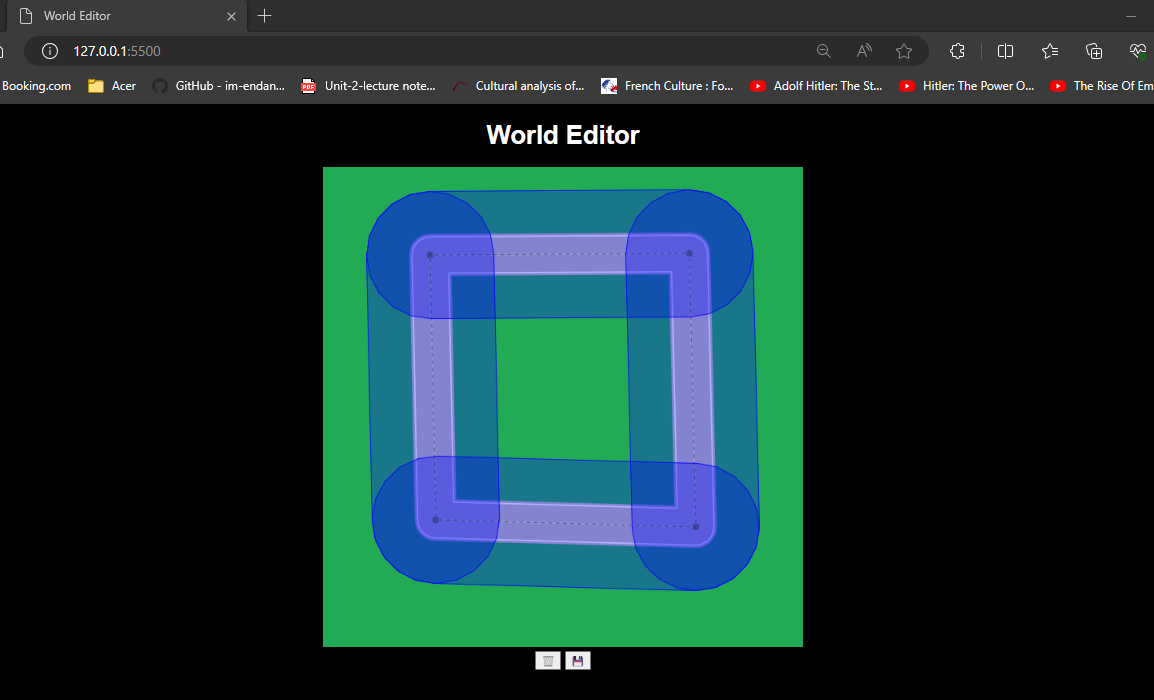 World Editor
127.0.0.1:5500
Booking.com Acer GitHub - im-endan... Unit-2-lecture note... Cultural analysis of... French Culture : Fo... Adolf Hitler: The St... Hitler: The Power O... The Rise Of Em
World Editor